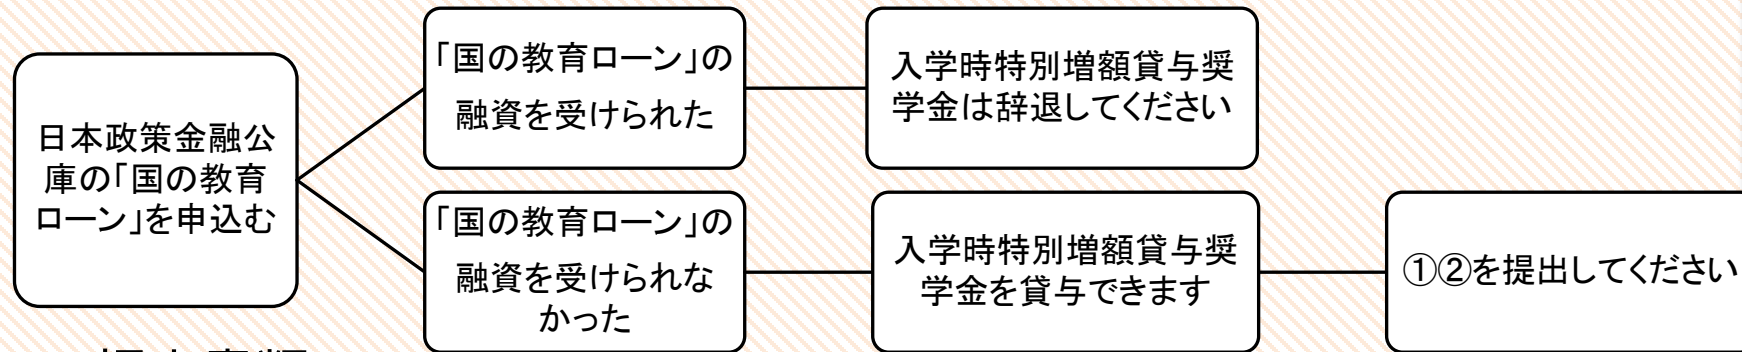 日本政策金融公
庫の「国の教育
ローン」を申込む
「国の教育ローン」の
融資を受けられた
入学時特別増額貸与奨
学金は辞退してください
「国の教育ローン」の
融資を受けられな
かった
入学時特別増額貸与奨
学金を貸与できます
①②を提出してください